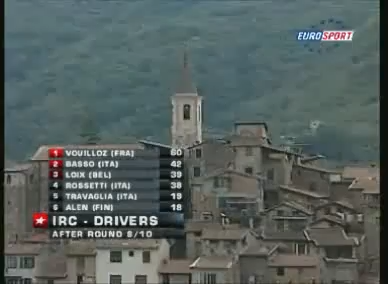 EUROSPORT
1 VOUILLOZ (FRA) 60
2 BASSO (ITA) 42
3 LOIX (BEL) 39
4 ROSSETTI (ITA) 38
5 TRAVAGLIA (ITA) 19
6 ALEN (FIN) 18
IRC - DRIVERS
AFTER ROUND 8/10